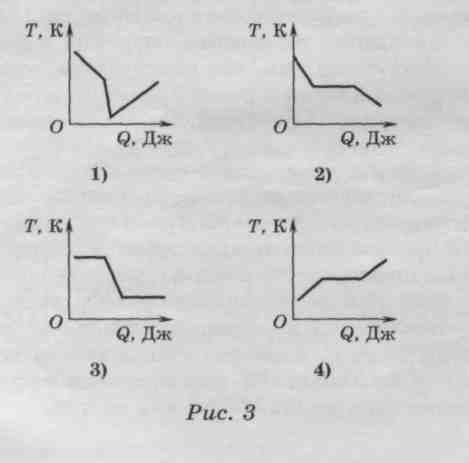 T, К T, К
O Q, Дж O Q, Дж
1) 2)
T, К T, К
O Q, Дж O Q, Дж
3) 4)
Рис. 3